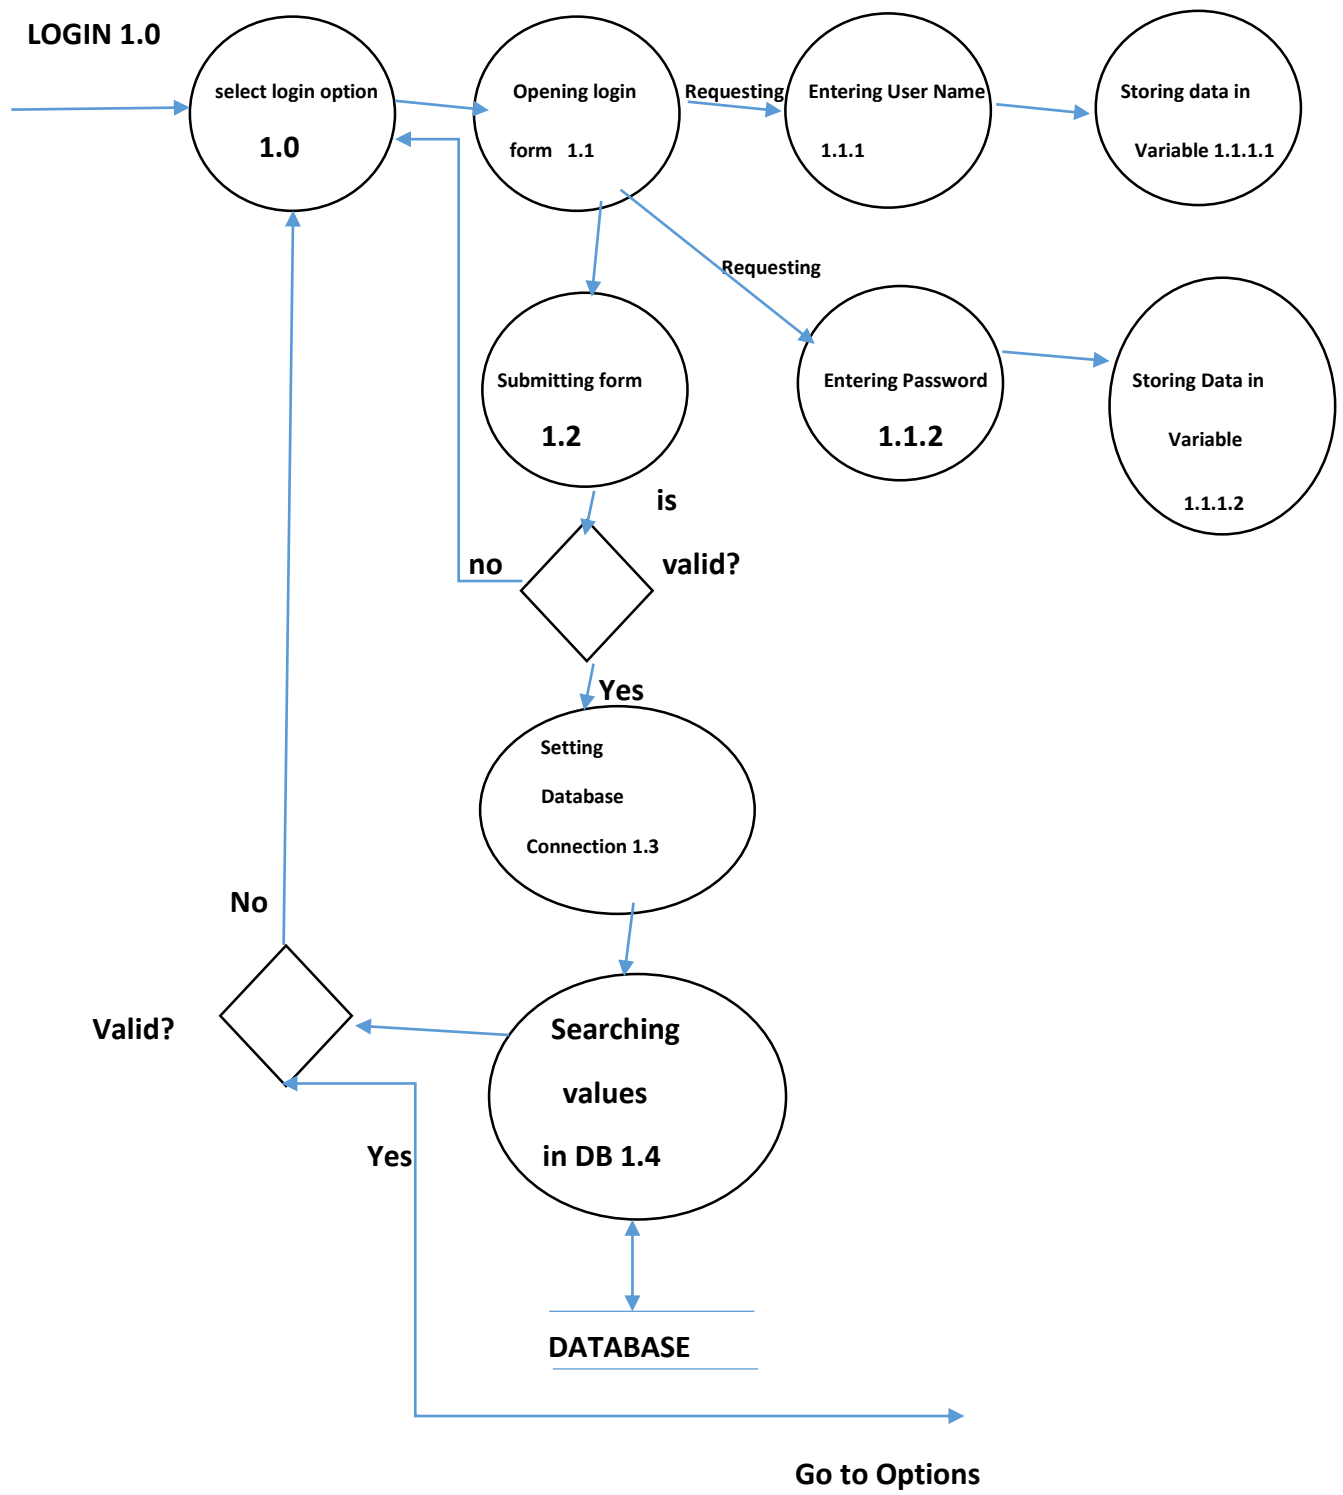 LOGIN 1.0
select login option
1.0
Opening login
form 1.1
Requesting
Entering User Name
1.1.1
Storing data in
Variable 1.1.1.1
Requesting
Submitting form
1.2
Entering Password
1.1.2
Storing Data in
Variable
1.1.1.2
is
valid?
no
Yes
Setting
Database
Connection 1.3
No
Valid?
Searching
values
in DB 1.4
Yes
DATABASE
Go to Options